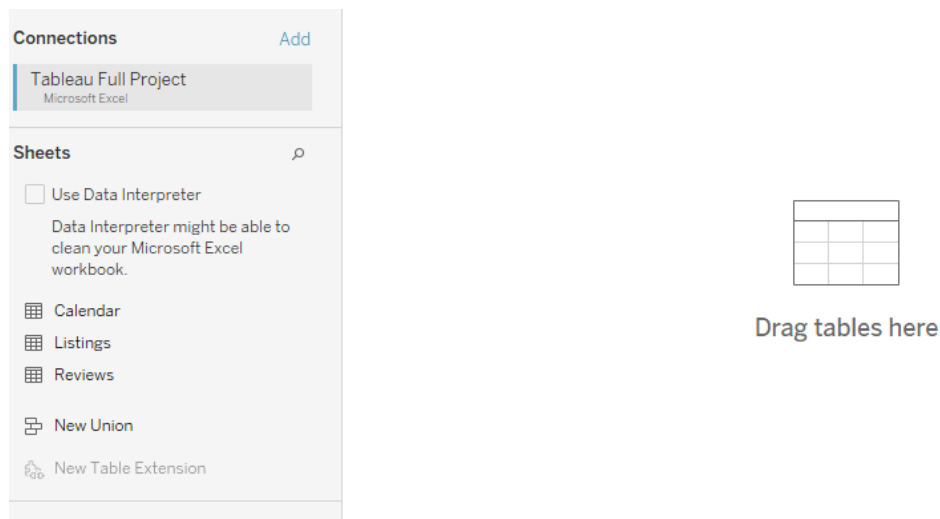 Connections Add
Tableau Full Project
Microsoft Excel
Sheets
Use Data Interpreter
Data Interpreter might be able to
clean your Microsoft Excel
workbook.
Calendar
Listings
Reviews
New Union
New Table Extension
Drag tables here